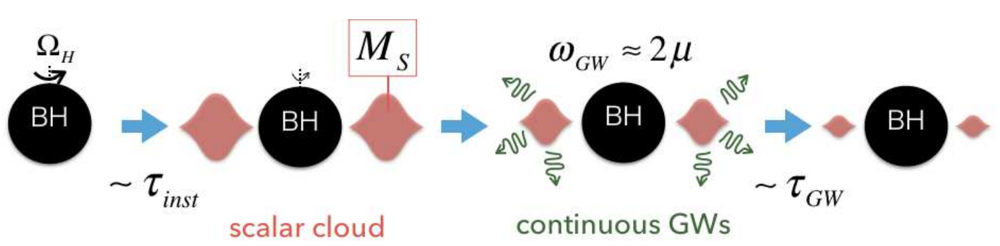 Ω_H
BH
~ τ_inst
M_S
BH
scalar cloud
ω_GW ≈ 2μ
BH
continuous GWs
~ τ_GW
BH